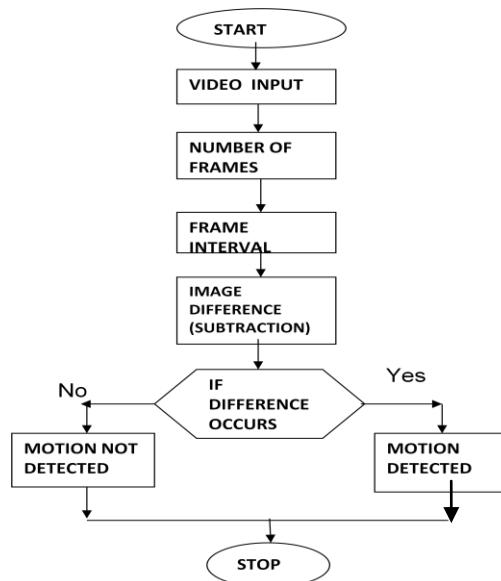 START
VIDEO INPUT
NUMBER OF
FRAMES
FRAME
INTERVAL
IMAGE
DIFFERENCE
(SUBTRACTION)
No
IF
DIFFERENCE
OCCURS
Yes
MOTION NOT
DETECTED
MOTION
DETECTED
STOP